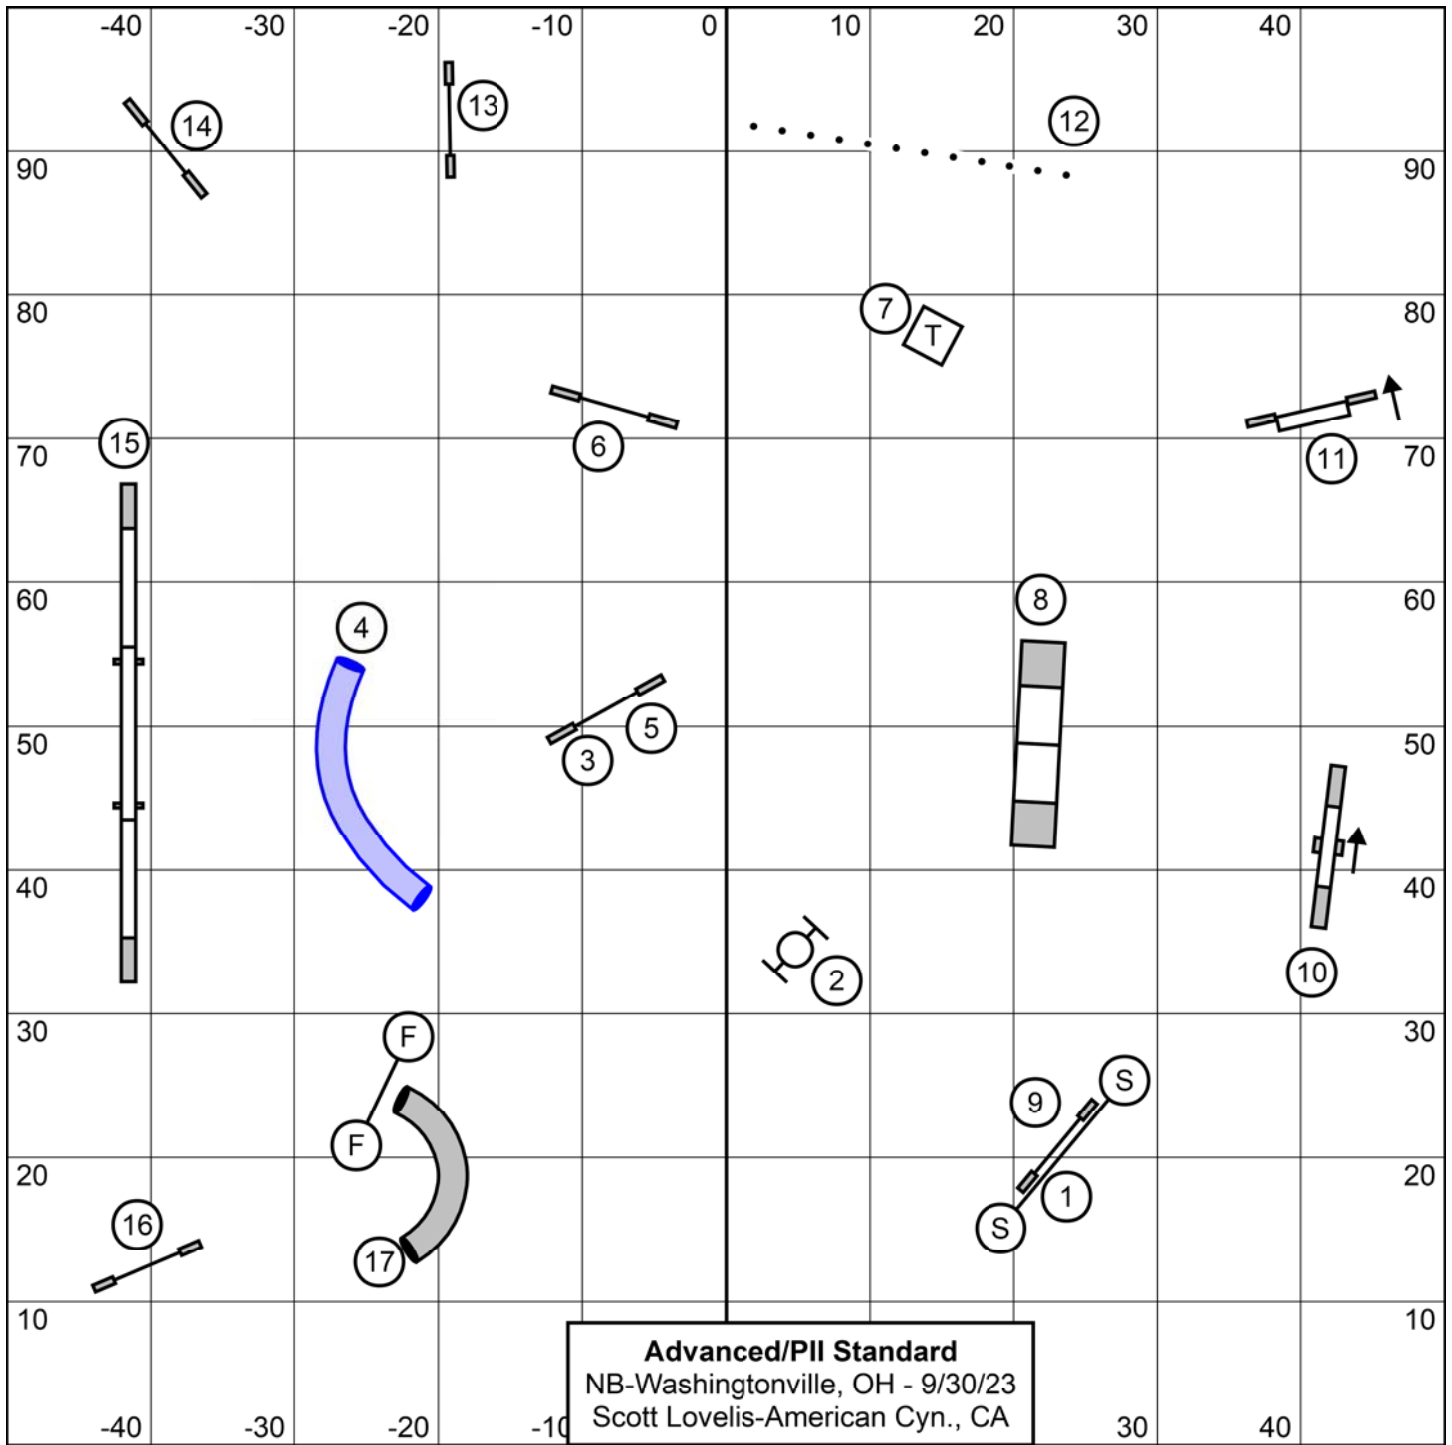 -40 -30 -20 -10 0 10 20 30 40
14
13
12
90 90
7
T
80 80
6
11
15
70 70
8
60 60
4
5
3
50 50
40 40
2
10
F
30 30
9
S
F
20 20
1
16
S
17
10 10
Advanced/PII Standard
NB-Washingtonville, OH - 9/30/23
Scott Lovelis-American Cyn., CA
-40 -30 -20 -10 30 40